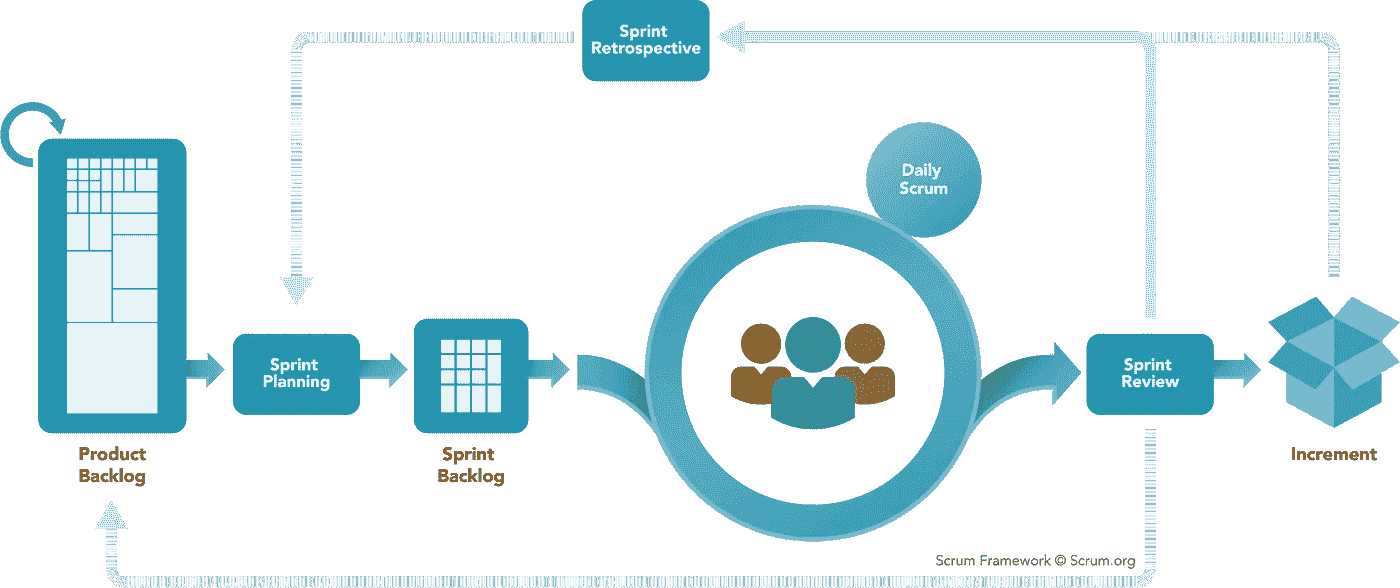 Sprint
Retrospective
Daily
Scrum
Sprint
Planning
Sprint
Review
Product
Backlog
Sprint
Backlog
Increment
Scrum Framework © Scrum.org